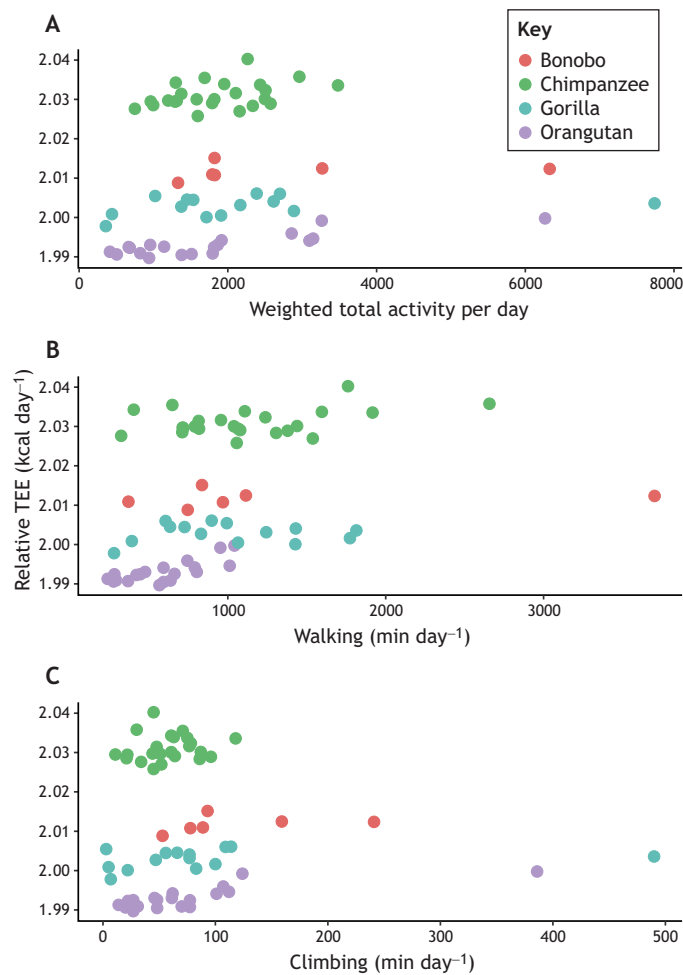 A
Key
Bonobo
Chimpanzee
Gorilla
Orangutan
2.04
2.03
2.02
2.01
2.00
1.99
0 2000 4000 6000 8000
Weighted total activity per day
B
Relative TEE (kcal day⁻¹)
2.04
2.03
2.02
2.01
2.00
1.99
1000 2000 3000
Walking (min day⁻¹)
C
2.04
2.03
2.02
2.01
2.00
1.99
0 100 200 300 400 500
Climbing (min day⁻¹)